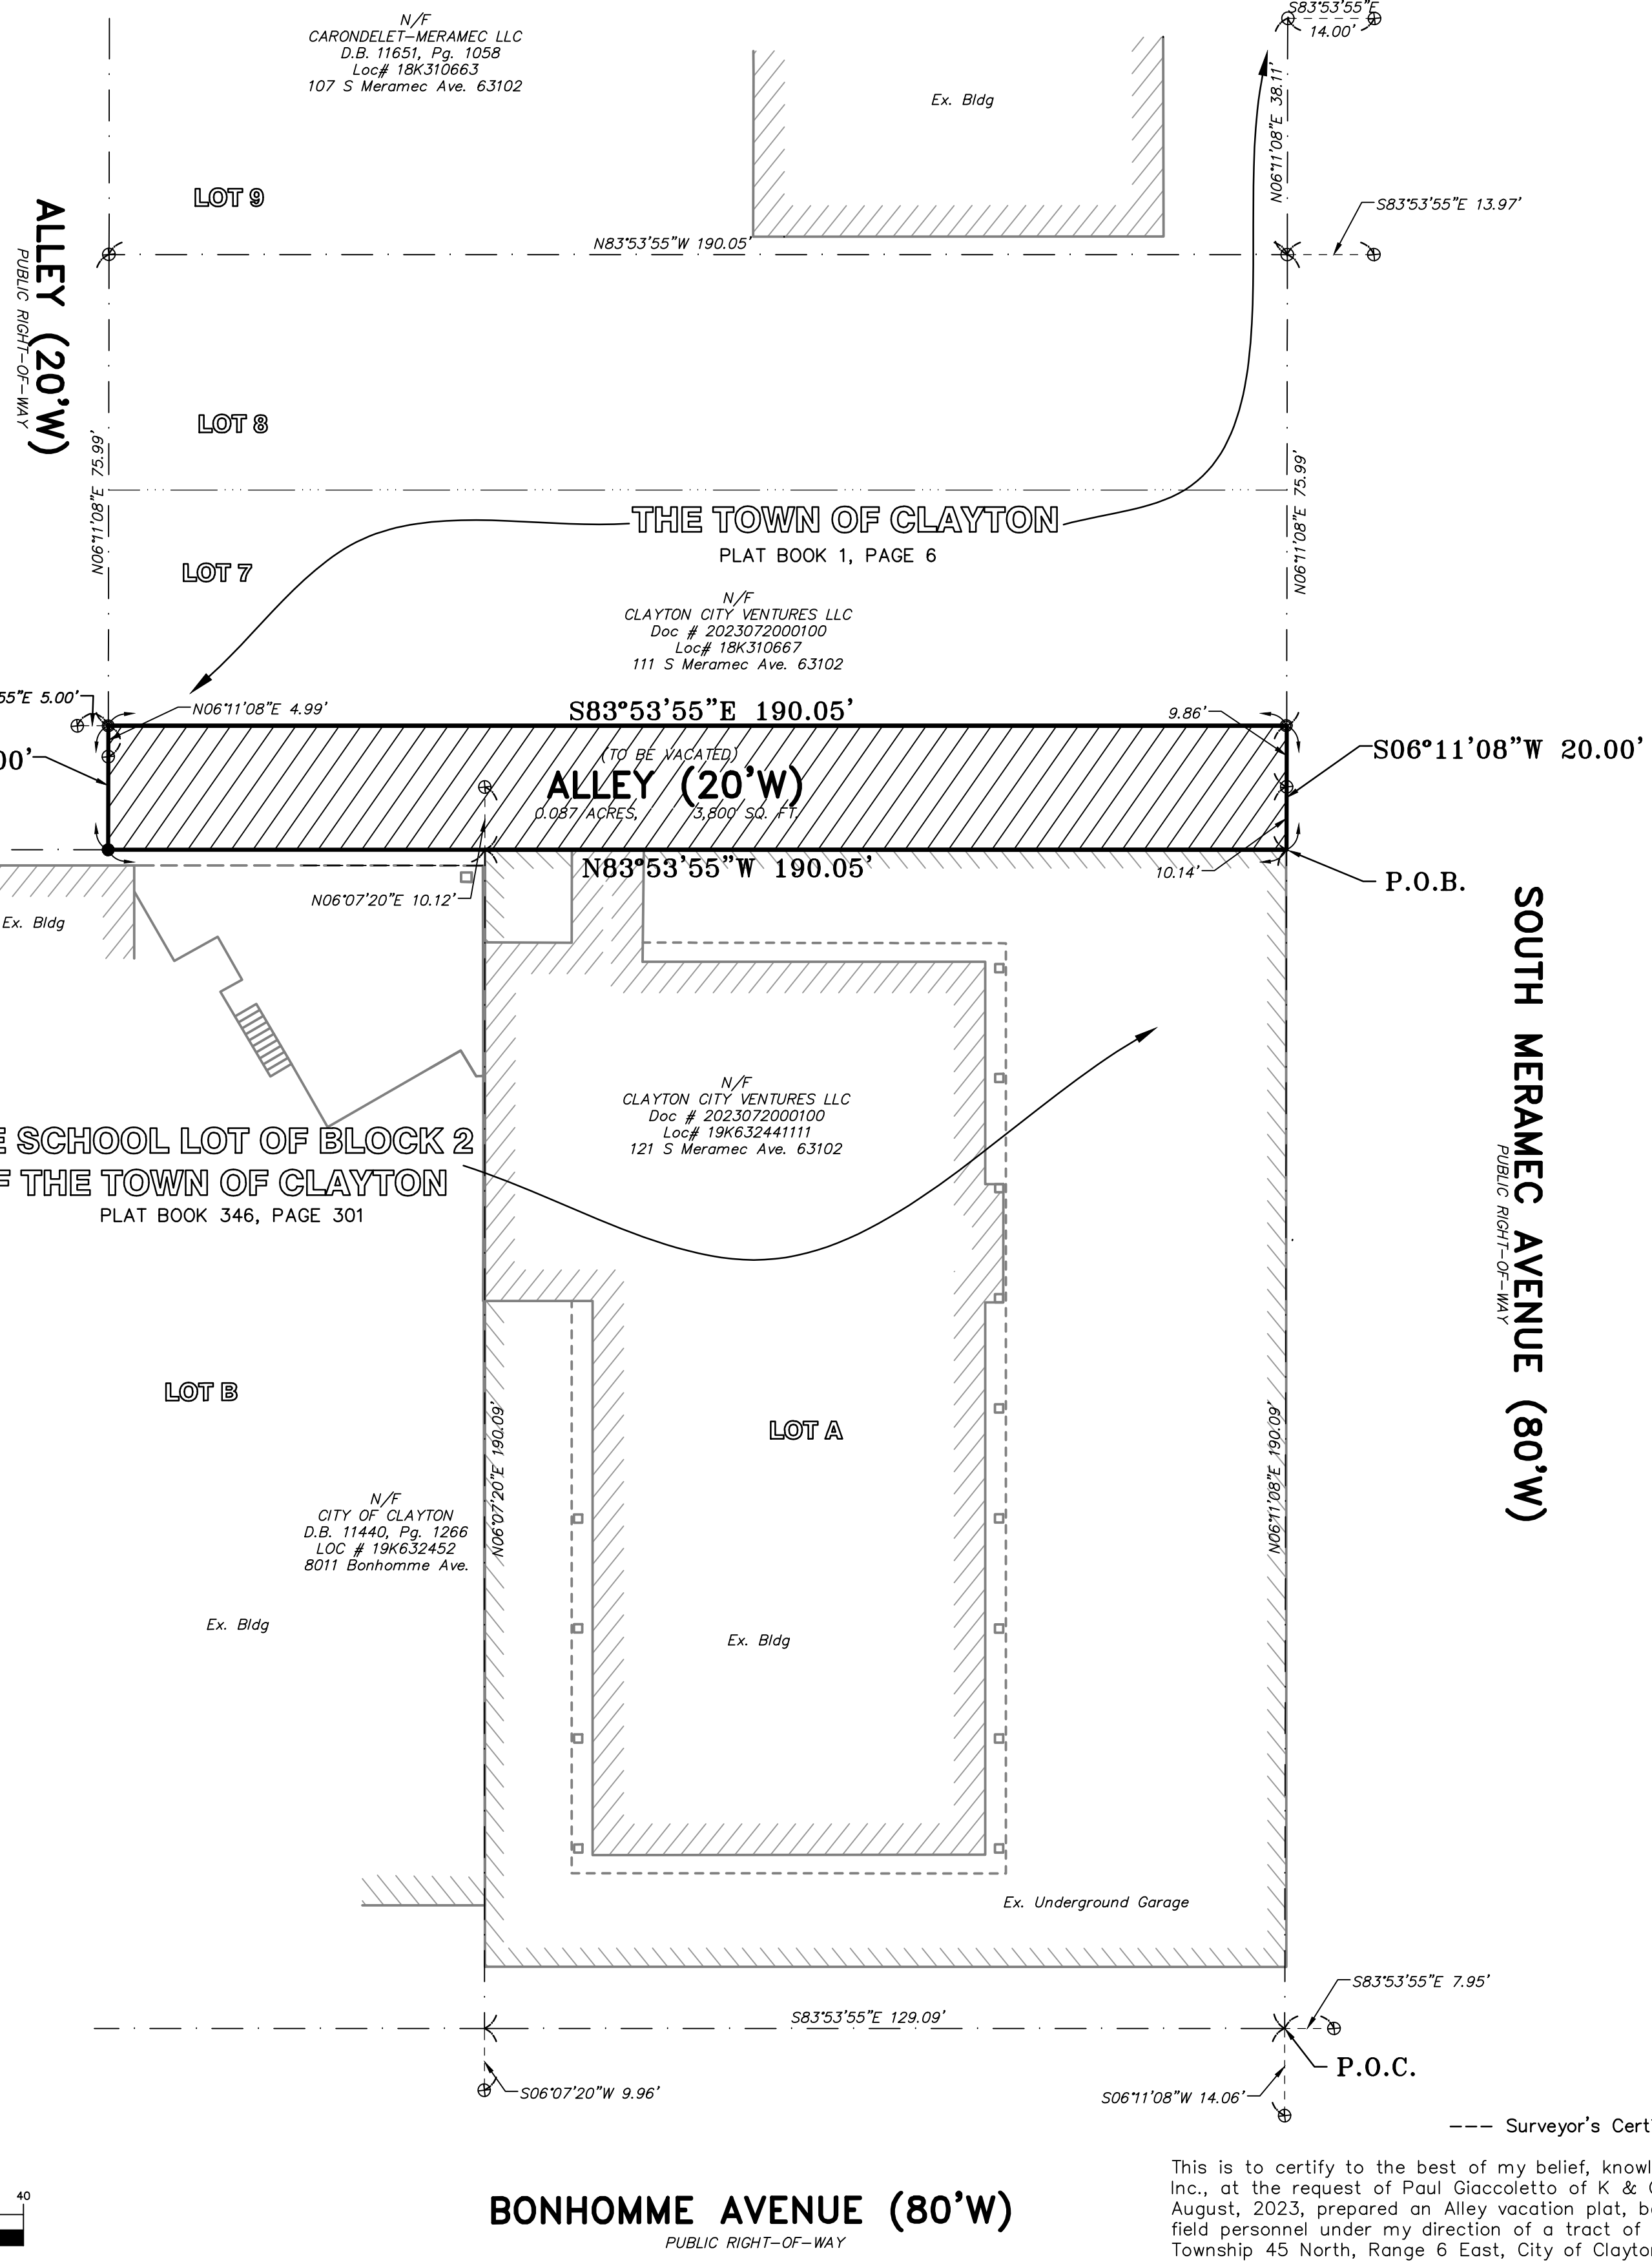 S83°53'55"E
14.00'
N/F
CARONDELET-MERAMEC LLC
D.B. 11651, Pg. 1058
Loc# 18K310663
107 S Meramec Ave. 63102
Ex. Bldg
N06°11'08"E 38.11'
LOT 9
S83°53'55"E 13.97'
N83°53'55"W 190.05'
ALLEY (20'W)
PUBLIC RIGHT-OF-WAY
LOT 8
N06°11'08"E 75.99'
N06°11'08"E 75.99'
THE TOWN OF CLAYTON
PLAT BOOK 1, PAGE 6
LOT 7
N/F
CLAYTON CITY VENTURES LLC
Doc # 2023072000100
Loc# 18K310667
111 S Meramec Ave. 63102
55"E 5.00'
N06°11'08"E 4.99'
S83°53'55"E 190.05'
9.86'
00'
S06°11'08"W 20.00'
(TO BE VACATED)
ALLEY (20'W)
0.087 ACRES, 3,800 SQ. FT.
N83°53'55"W 190.05'
10.14'
P.O.B.
N06°07'20"E 10.12'
Ex. Bldg
SOUTH MERAMEC AVENUE (80'W)
PUBLIC RIGHT-OF-WAY
N/F
CLAYTON CITY VENTURES LLC
Doc # 2023072000100
Loc# 19K632441111
121 S Meramec Ave. 63102
E SCHOOL LOT OF BLOCK 2
F THE TOWN OF CLAYTON
PLAT BOOK 346, PAGE 301
LOT B
LOT A
N06°07'20"E 190.09'
N06°11'08"E 190.09'
N/F
CITY OF CLAYTON
D.B. 11440, Pg. 1266
LOC # 19K632452
8011 Bonhomme Ave.
Ex. Bldg
Ex. Bldg
Ex. Underground Garage
S83°53'55"E 7.95'
S83°53'55"E 129.09'
P.O.C.
S06°07'20"W 9.96'
S06°11'08"W 14.06'
--- Surveyor's Cert
This is to certify to the best of my belief, knowl
Inc., at the request of Paul Giaccoletto of K &
August, 2023, prepared an Alley vacation plat, b
field personnel under my direction of a tract of
Township 45 North, Range 6 East, City of Clayto
40
BONHOMME AVENUE (80'W)
PUBLIC RIGHT-OF-WAY